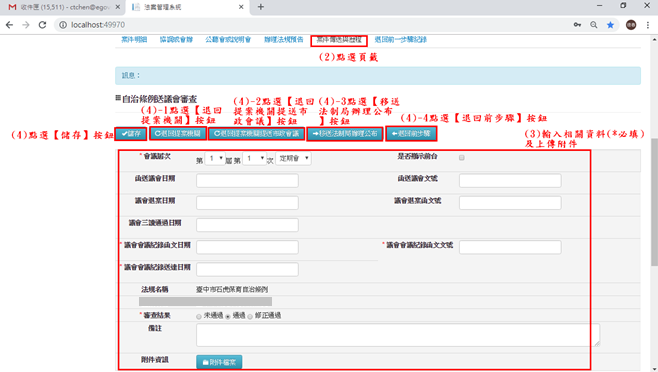 收件匣 (15,511) - ctchen@egov
法案管理系統
localhost:49970
案件明細 協調或會辦 公聽會或說明會 辦理法規預告 案件傳送與歷程 退回前一步驟紀錄
(2)點選頁籤
訊息：
自治條例送議會審查
(4)點選【儲存】按鈕
(4)-1點選【退回提案機關】按鈕
(4)-2點選【退回提案機關提送市政會議】按鈕
(4)-3點選【移送法制局辦理公布】按鈕
(4)-4點選【退回前步驟】按鈕
(3)輸入相關資料(*必填)及上傳附件
儲存 退回提案機關 退回提案機關提送市政會議 移送法制局辦理公布 退回前步驟
*會議屆次 第 1 屆 第 1 次 定期會 是否顯示前台
函送議會日期 函送議會文號
議會退案日期 議會退案函文號
議會三讀通過日期
*議會會議紀錄函文日期 *議會會議紀錄函文文號
*議會會議紀錄送達日期
法規名稱 臺中市石虎保育自治條例
*審查結果 未通過 通過 修正通過
備註
附件資訊 附件檔案